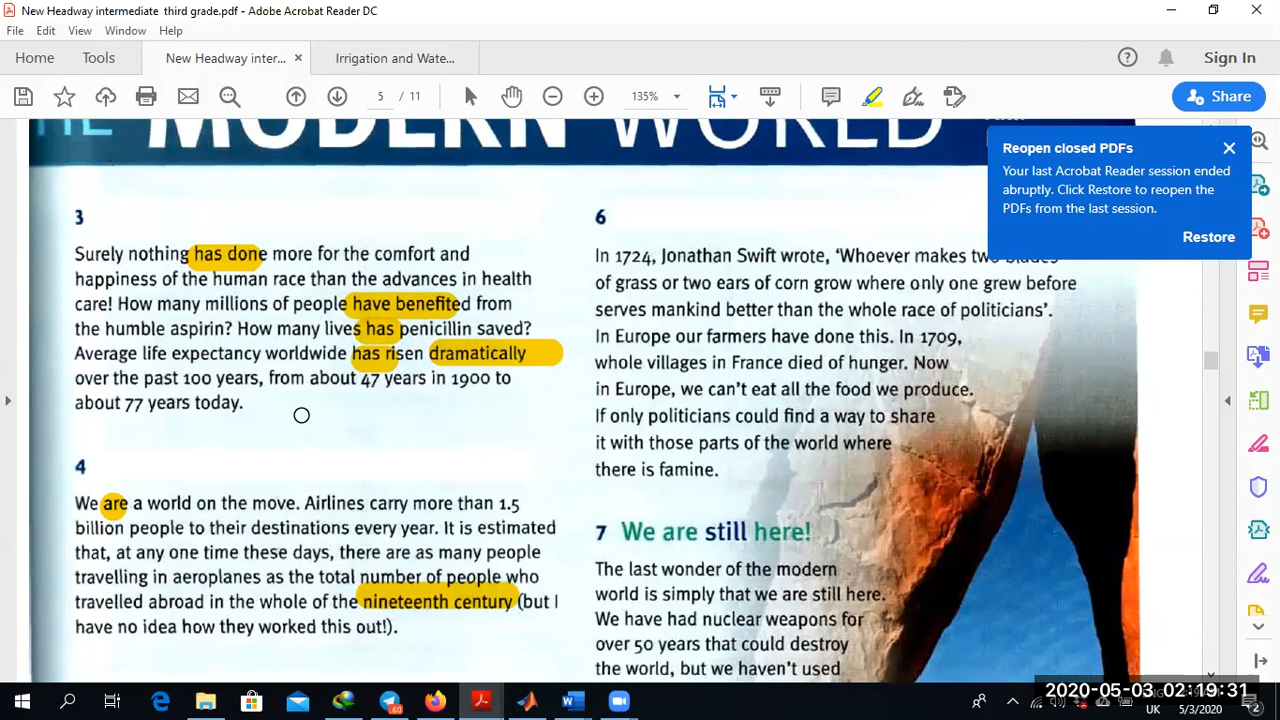 New Headway intermediate third grade.pdf - Adobe Acrobat Reader DC
File Edit View Window Help
Home Tools New Headway inter... Irrigation and Wate... Sign In
5 / 11 135% Share
THE MODERN WORLD
Reopen closed PDFs
Your last Acrobat Reader session ended
abruptly. Click Restore to reopen the
PDFs from the last session.
Restore
3
Surely nothing has done more for the comfort and
happiness of the human race than the advances in health
care! How many millions of people have benefited from
the humble aspirin? How many lives has penicillin saved?
Average life expectancy worldwide has risen dramatically
over the past 100 years, from about 47 years in 1900 to
about 77 years today.
4
We are a world on the move. Airlines carry more than 1.5
billion people to their destinations every year. It is estimated
that, at any one time these days, there are as many people
travelling in aeroplanes as the total number of people who
travelled abroad in the whole of the nineteenth century (but I
have no idea how they worked this out!).
6
In 1724, Jonathan Swift wrote, 'Whoever makes two blades
of grass or two ears of corn grow where only one grew before
serves mankind better than the whole race of politicians'.
In Europe our farmers have done this. In 1709,
whole villages in France died of hunger. Now
in Europe, we can't eat all the food we produce.
If only politicians could find a way to share
it with those parts of the world where
there is famine.
7 We are still here!
The last wonder of the modern
world is simply that we are still here.
We have had nuclear weapons for
over 50 years that could destroy
the world, but we haven't used
60
2020-05-03 02:19:31
UK 5/3/2020 2